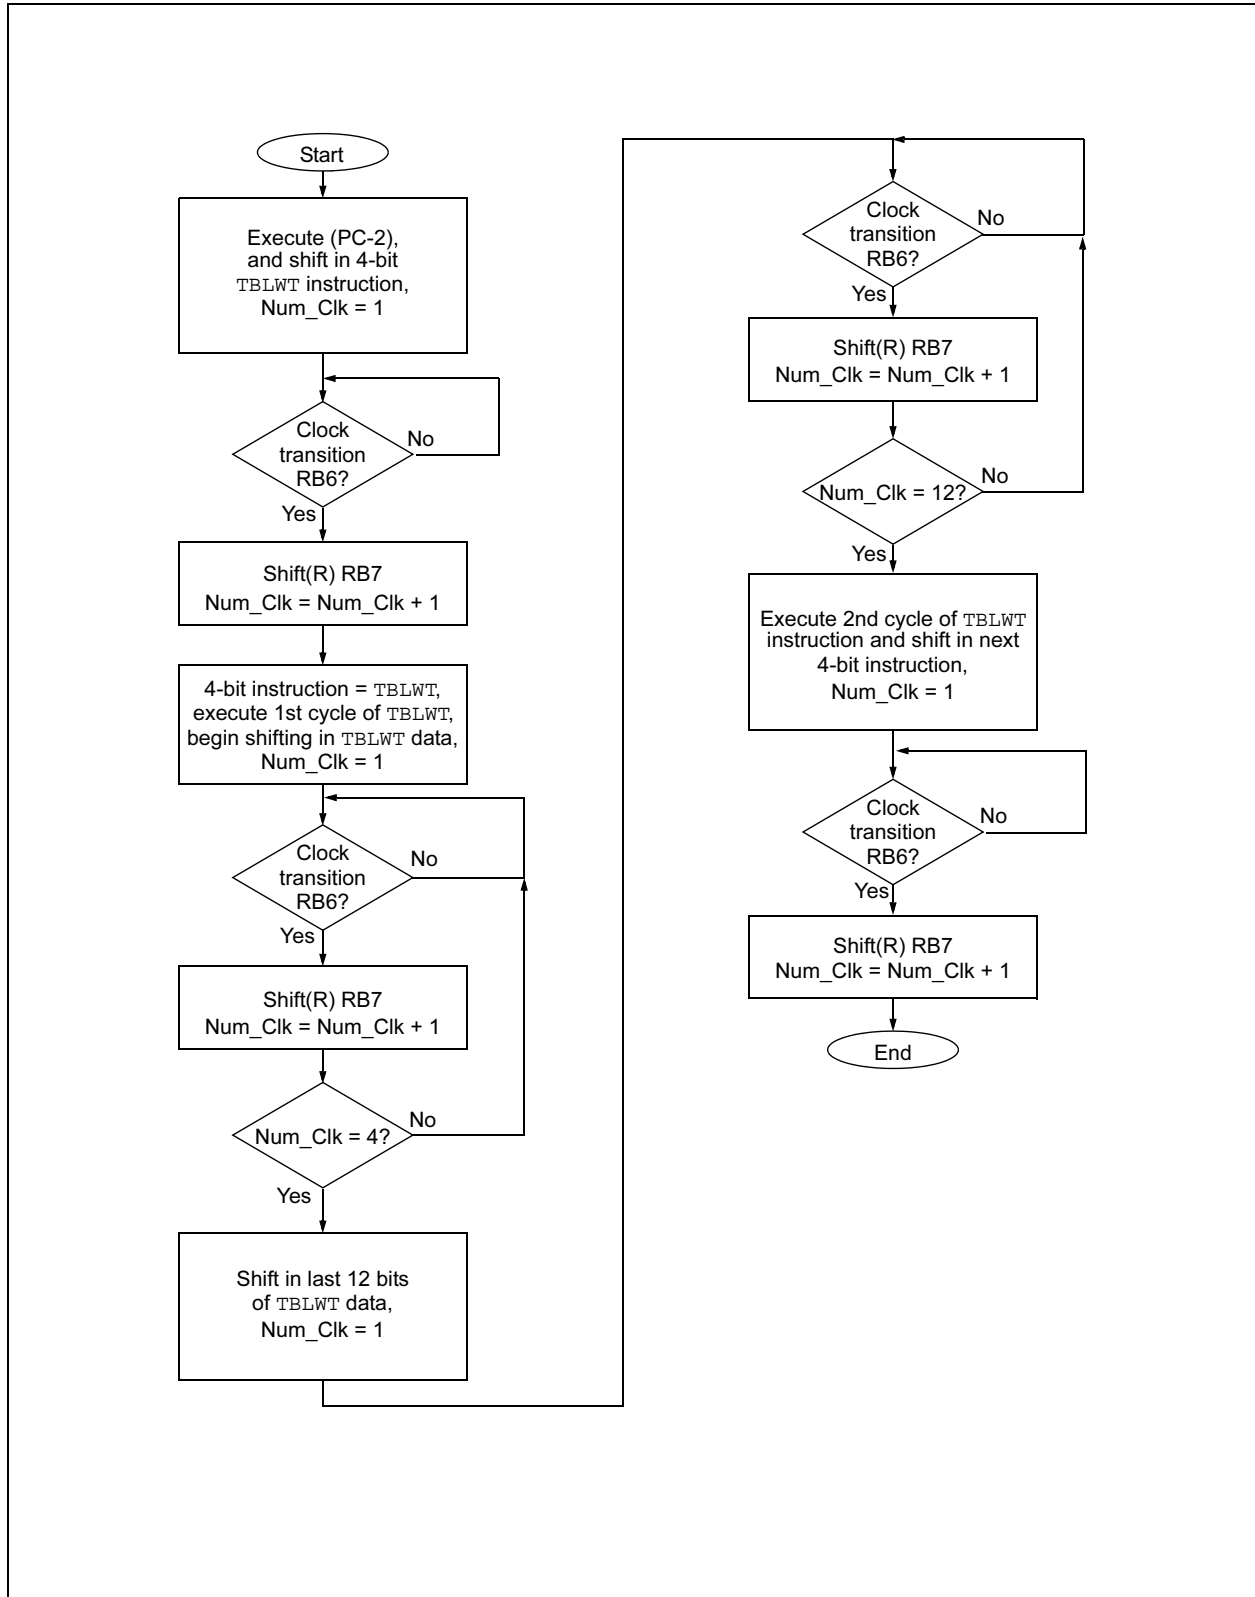 Start
Execute (PC-2),
and shift in 4-bit
TBLWT instruction,
Num_Clk = 1
Clock
transition
RB6?
No
Yes
Shift(R) RB7
Num_Clk = Num_Clk + 1
4-bit instruction = TBLWT,
execute 1st cycle of TBLWT,
begin shifting in TBLWT data,
Num_Clk = 1
Clock
transition
RB6?
No
Yes
Shift(R) RB7
Num_Clk = Num_Clk + 1
Num_Clk = 4?
No
Yes
Shift in last 12 bits
of TBLWT data,
Num_Clk = 1
Clock
transition
RB6?
No
Yes
Shift(R) RB7
Num_Clk = Num_Clk + 1
Num_Clk = 12?
No
Yes
Execute 2nd cycle of TBLWT
instruction and shift in next
4-bit instruction,
Num_Clk = 1
Clock
transition
RB6?
No
Yes
Shift(R) RB7
Num_Clk = Num_Clk + 1
End